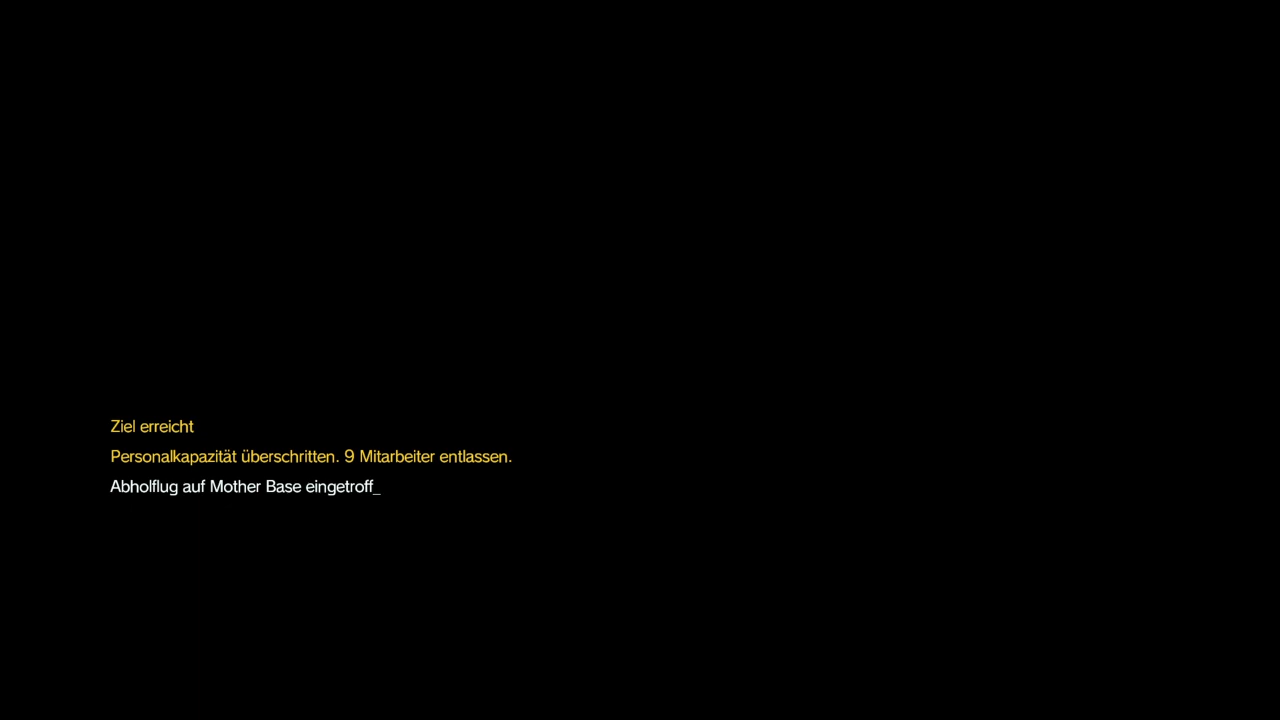 Ziel erreicht
Personalkapazität überschritten. 9 Mitarbeiter entlassen.
Abholflug auf Mother Base eingetroff_